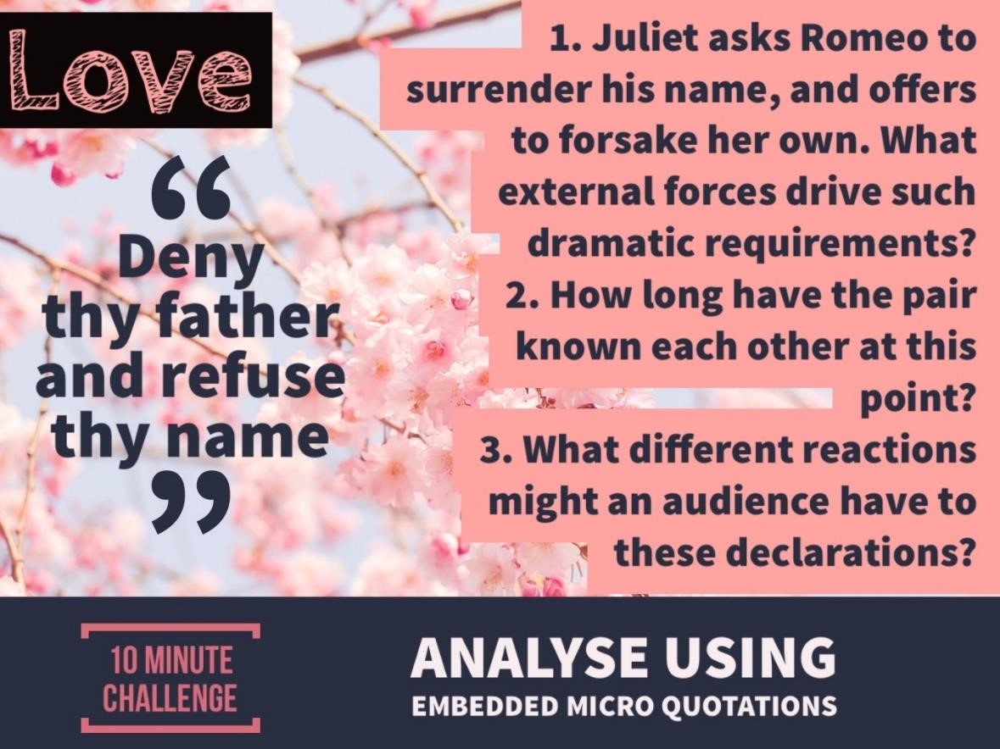 Love
“
Deny
thy father
and refuse
thy name
”
1. Juliet asks Romeo to
surrender his name, and offers
to forsake her own. What
external forces drive such
dramatic requirements?
2. How long have the pair
known each other at this
point?
3. What different reactions
might an audience have to
these declarations?
10 MINUTE
CHALLENGE
ANALYSE USING
EMBEDDED MICRO QUOTATIONS